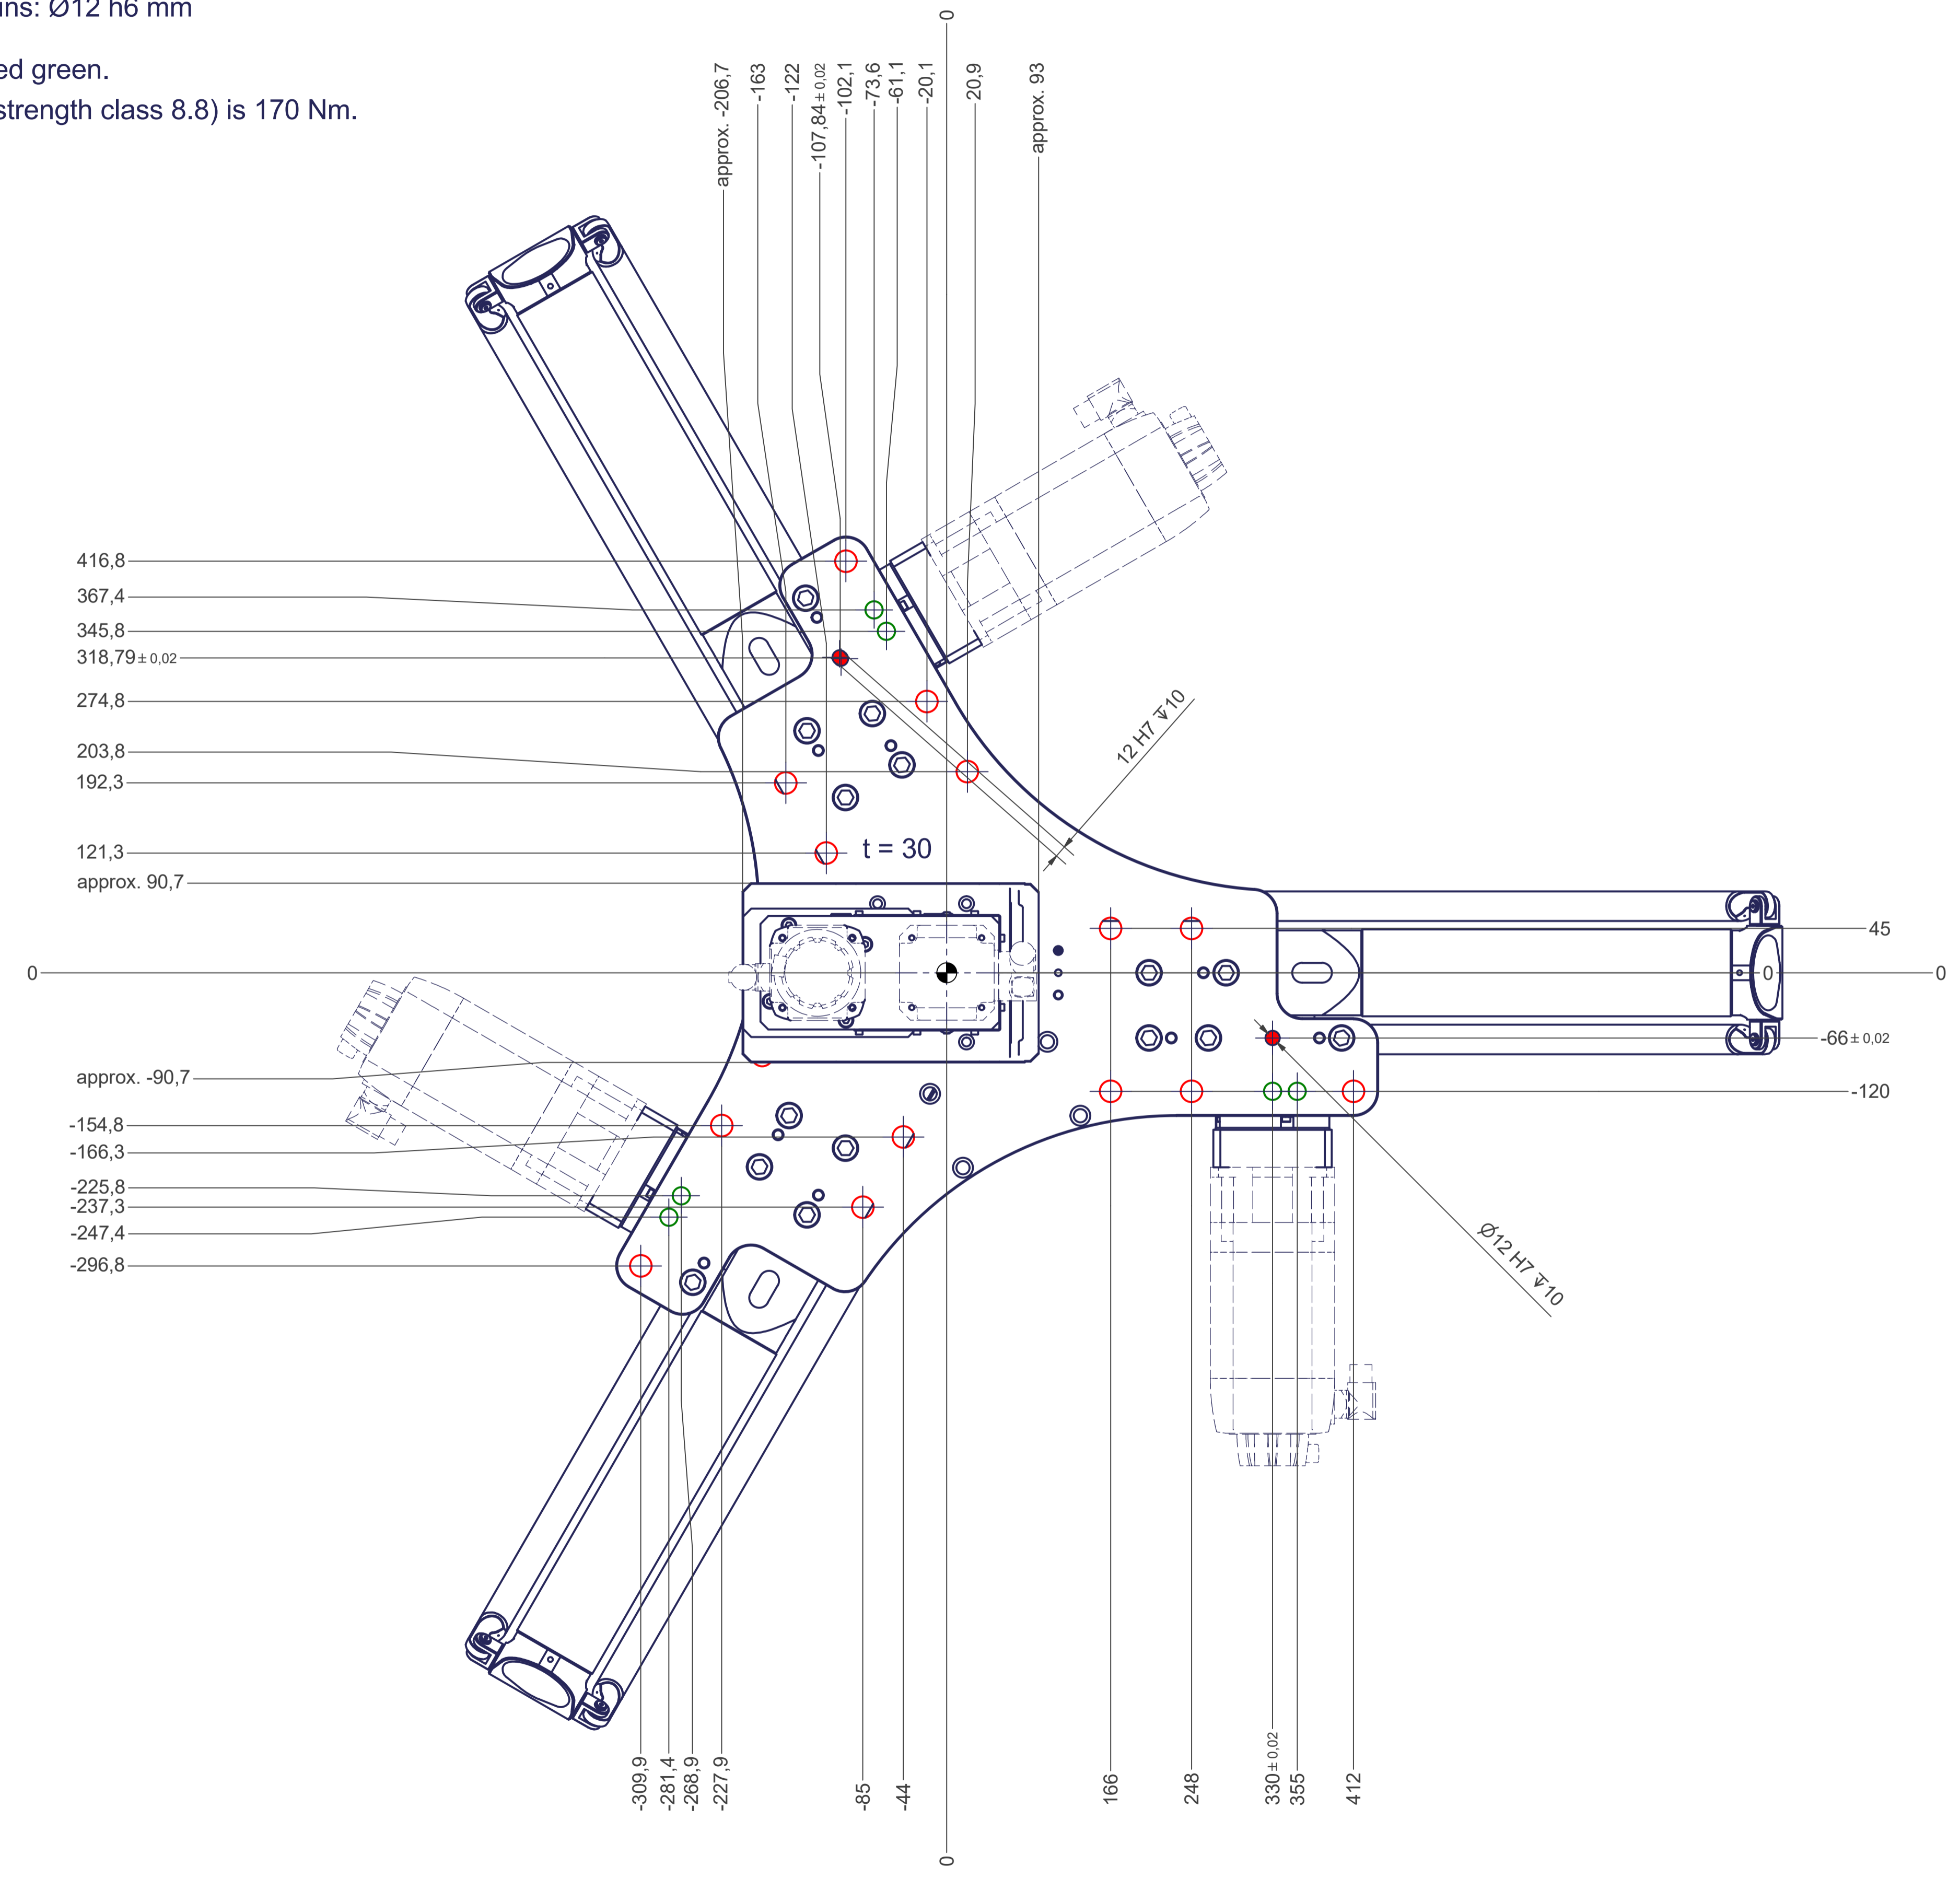 ins: Ø12 h6 mm
ed green.
strength class 8.8) is 170 Nm.
0
approx. -206,7
-163
-122
-107,84 ± 0,02
-102,1
-73,6
-61,1
-20,1
20,9
approx. 93
416,8
367,4
345,8
318,79 ± 0,02
274,8
203,8
192,3
121,3
approx. 90,7
12 H7 ↧10
t = 30
45
0
0
0
-66 ± 0,02
-120
approx. -90,7
-154,8
-166,3
-225,8
-237,3
-247,4
-296,8
Ø12 H7 ↧10
-309,9
-281,4
-268,9
-227,9
-85
-44
166
248
330 ± 0,02
355
412
0